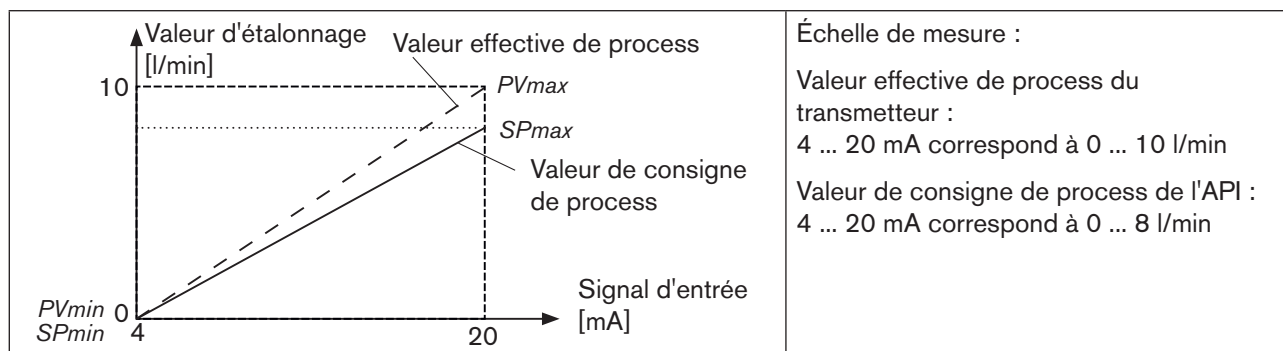 Valeur d'étalonnage
[l/min]
Valeur effective de process
10
PVmax
SPmax
Valeur de consigne
de process
Signal d'entrée
[mA]
PVmin
SPmin
0
4
20
Échelle de mesure :
Valeur effective de process du
transmetteur :
4 ... 20 mA correspond à 0 ... 10 l/min
Valeur de consigne de process de l'API :
4 ... 20 mA correspond à 0 ... 8 l/min